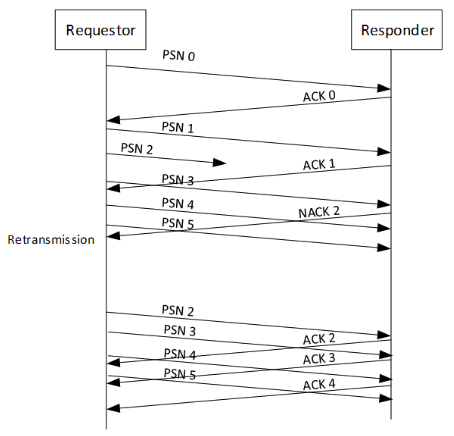 Requestor
Responder
PSN 0
ACK 0
PSN 1
PSN 2
ACK 1
PSN 3
PSN 4
NACK 2
PSN 5
Retransmission
PSN 2
PSN 3
ACK 2
PSN 4
ACK 3
PSN 5
ACK 4